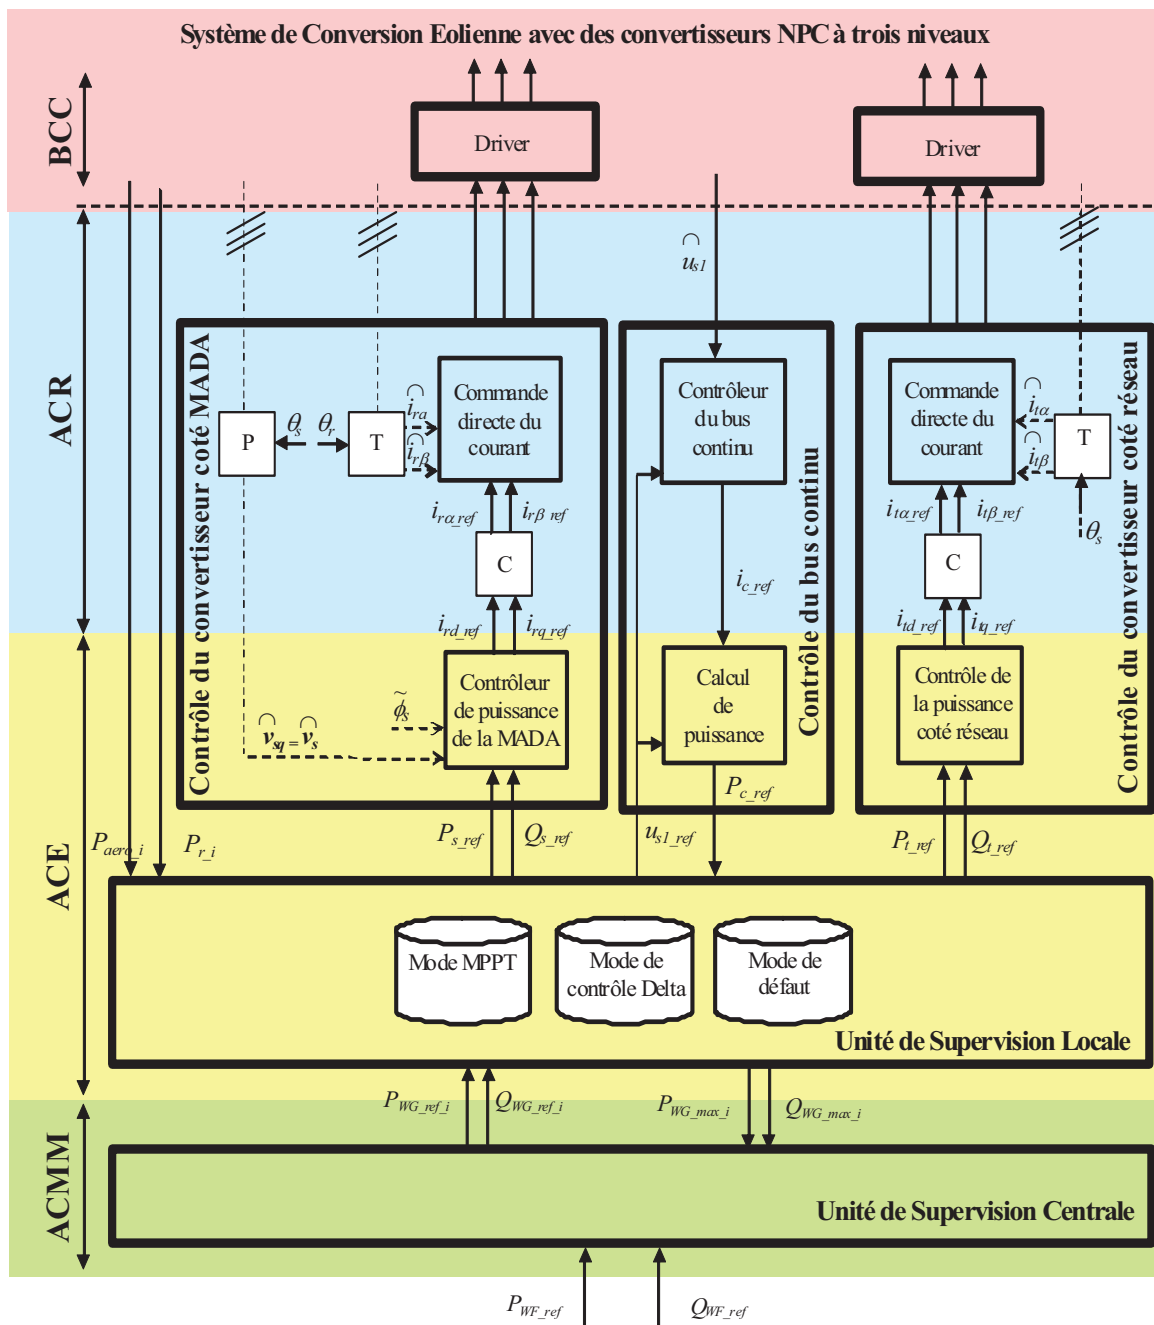 Système de Conversion Eolienne avec des convertisseurs NPC à trois niveaux
BCC
Driver
Driver
u_s1
ACR
Contrôle du convertisseur coté MADA
P
θ_s
θ_r
T
i_ra
i_rβ
Commande
directe du
courant
i_rα_ref
i_rβ_ref
C
i_rd_ref
i_rq_ref
Contrôleur
du bus
continu
i_c_ref
Contrôle du bus continu
Commande
directe du
courant
i_tα
i_tβ
T
θ_s
i_tα_ref
i_tβ_ref
C
i_td_ref
i_tq_ref
Contrôle du convertisseur coté réseau
ACE
Contrôleur
de puissance
de la MADA
ϕ̃_s
v_sq = v_s
Calcul
de
puissance
Contrôle de
la puissance
coté réseau
P_aero_i
P_r_i
P_s_ref
Q_s_ref
u_s1_ref
P_c_ref
P_t_ref
Q_t_ref
Mode MPPT
Mode de
contrôle Delta
Mode de
défaut
Unité de Supervision Locale
P_WG_ref_i
Q_WG_ref_i
P_WG_max_i
Q_WG_max_i
ACMM
Unité de Supervision Centrale
P_WF_ref
Q_WF_ref